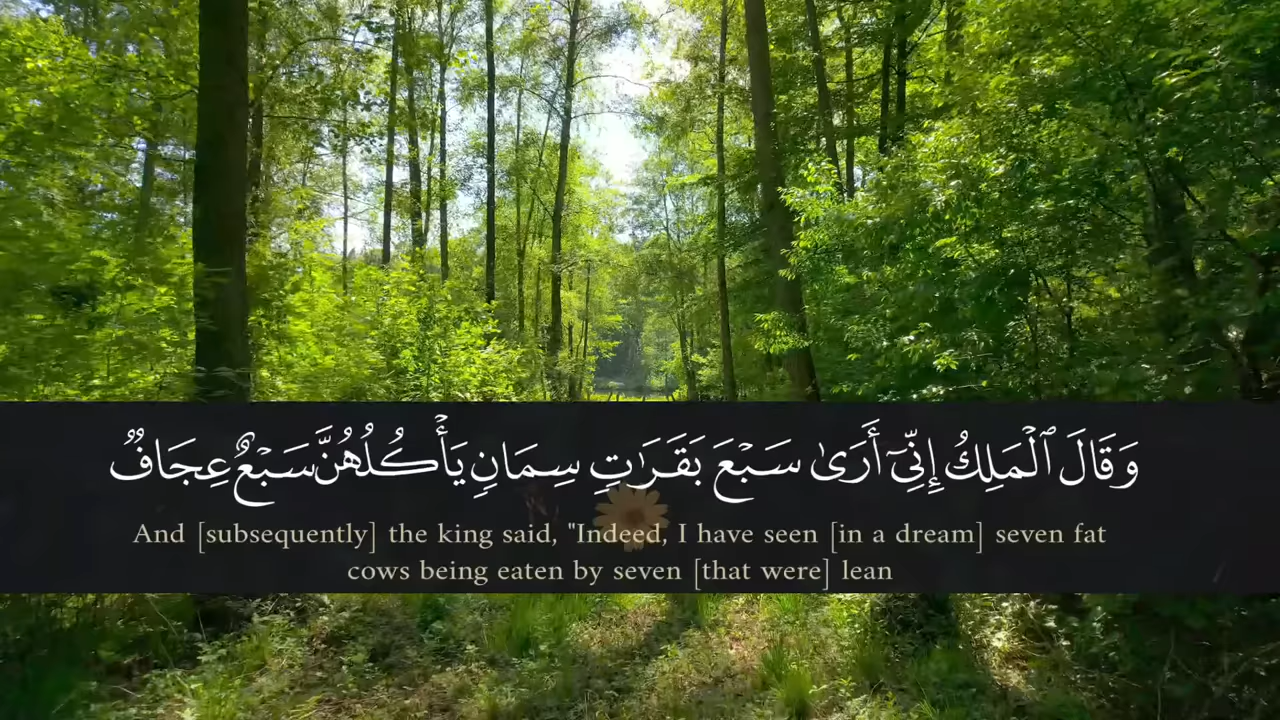 وَقَالَ ٱلْمَلِكُ إِنِّىٓ أَرَىٰ سَبْعَ بَقَرَٰتٍ سِمَانٍ يَأْكُلُهُنَّ سَبْعٌ عِجَافٌ
And [subsequently] the king said, "Indeed, I have seen [in a dream] seven fat
cows being eaten by seven [that were] lean